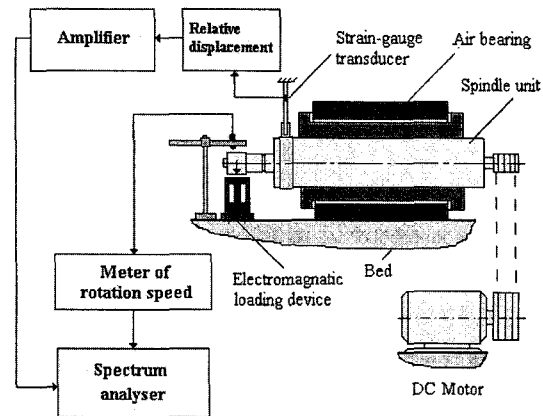 Amplifier
Relative
displacement
Strain-gauge
transducer
Air bearing
Spindle unit
Meter of
rotation speed
Electromagnetic
loading device
Bed
Spectrum
analyser
DC Motor